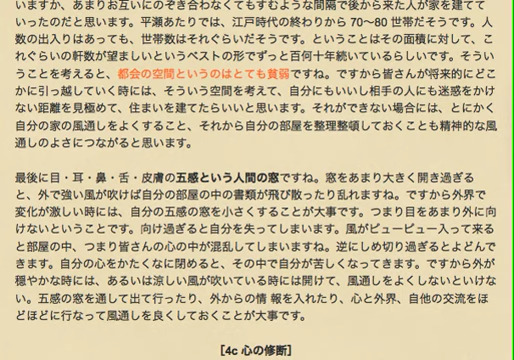 いますか、あまりお互いにのぞき合わなくてもすむような間隔で後から来た人が家を建てて
いったのだと思います。平瀬あたりでは、江戸時代の終わりから 70〜80 世帯だそうです。人
数の出入りはあっても、世帯数はそれぐらいだそうです。ということはその面積に対して、こ
れぐらいの軒数が望ましいというベストの形でずっと百何十年続いているらしいです。そうい
うことを考えると、都会の空間というのはとても貧弱ですね。ですから皆さんが将来的にどこ
かに引っ越していく時には、そういう空間を考えて、自分にもいいし相手の人にも迷惑をかけ
ない距離を見極めて、住まいを建てたらいいと思います。それができない場合には、とにかく
自分の家の風通しをよくすること、それから自分の部屋を整理整頓しておくことも精神的な風
通しのよさにつながると思います。
最後に目・耳・鼻・舌・皮膚の五感という人間の窓ですね。窓をあまり大きく開き過ぎる
と、外で強い風が吹けば自分の部屋の中の書類が飛び散ったり乱れますね。ですから外界で
変化が激しい時には、自分の五感の窓を小さくすることが大事です。つまり目をあまり外に向
けないということです。向け過ぎると自分を失ってしまいます。風がビュービュー入って来る
と部屋の中、つまり皆さんの心の中が混乱してしまいますね。逆にしめ切り過ぎるとよどんで
きます。自分の心をかたくなに閉めると、その中で自分が苦しくなってきます。ですから外が
穏やかな時には、あるいは涼しい風が吹いている時には開けて、風通しをよくしないといけな
い。五感の窓を通して出て行ったり、外からの情 報を入れたり、心と外界、自他の交流をほ
どほどに行なって風通しを良くしておくことが大事です。
［4c 心の修断］